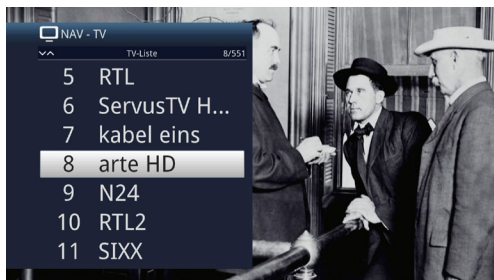 NAV - TV
TV-Liste 8/551
5 RTL
6 ServusTV H...
7 kabel eins
8 arte HD
9 N24
10 RTL2
11 SIXX